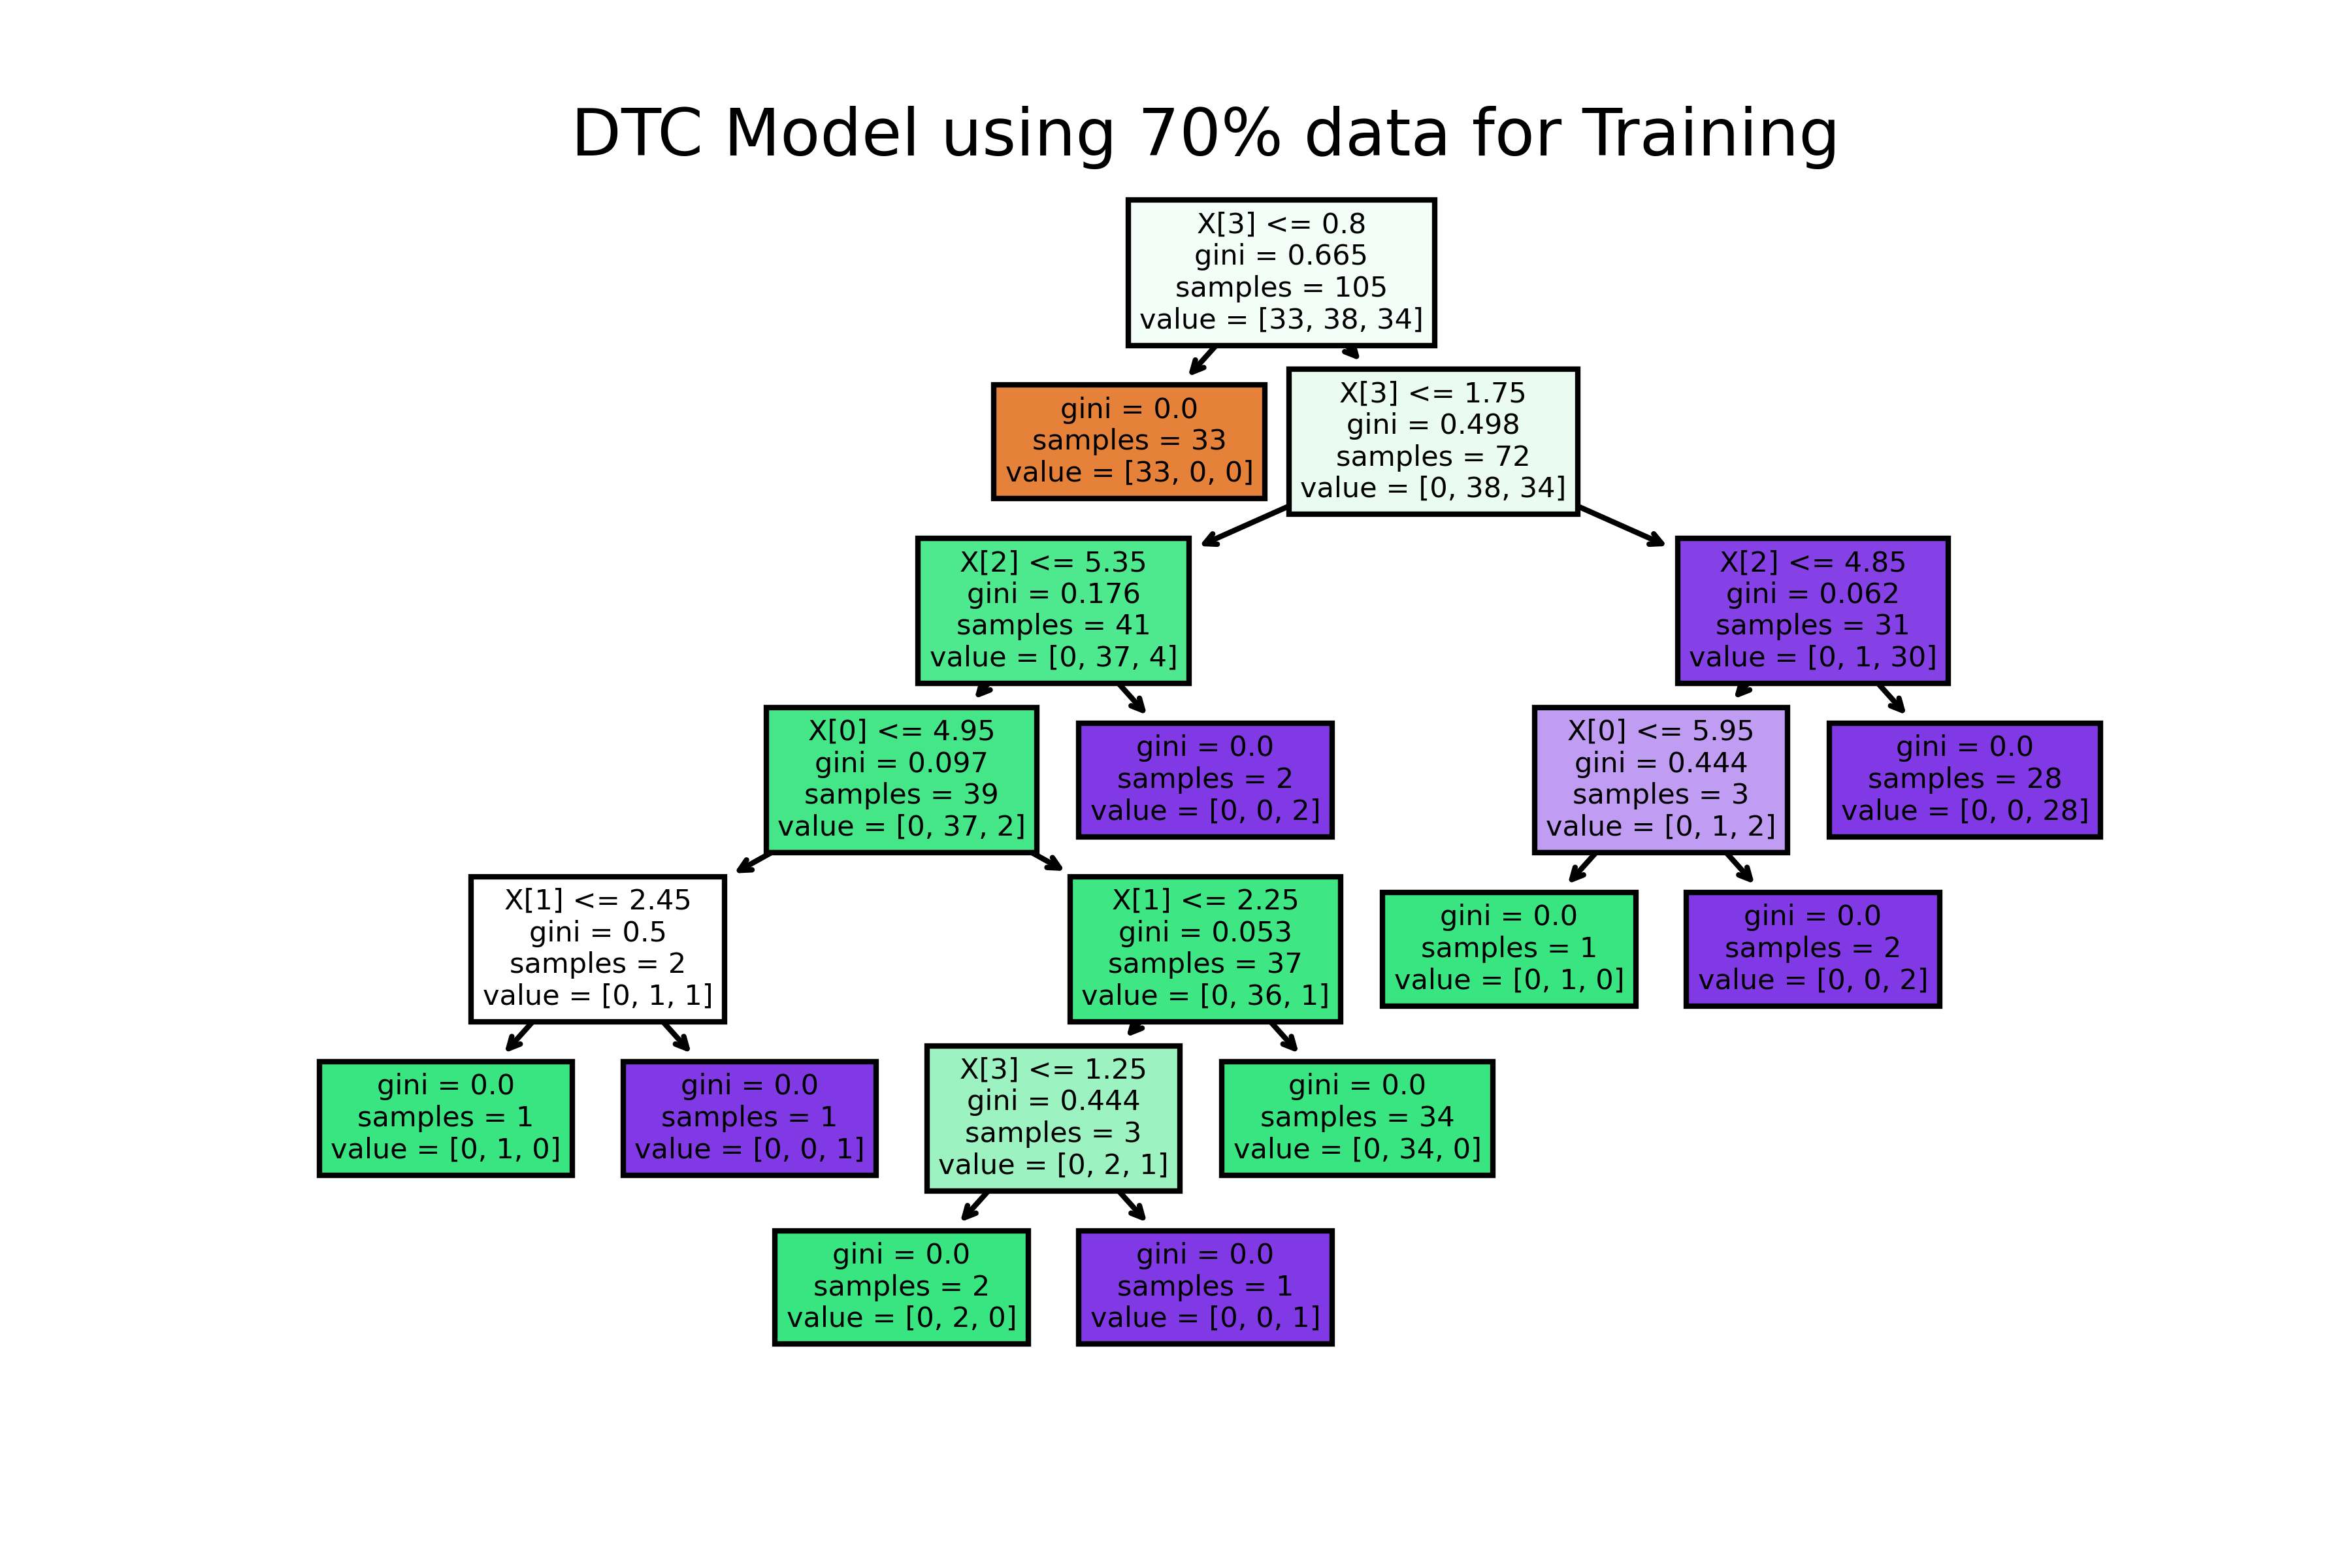 DTC Model using 70% data for Training
X[3] <= 0.8
gini = 0.665
samples = 105
value = [33, 38, 34]
gini = 0.0
samples = 33
value = [33, 0, 0]
X[3] <= 1.75
gini = 0.498
samples = 72
value = [0, 38, 34]
X[2] <= 5.35
gini = 0.176
samples = 41
value = [0, 37, 4]
X[2] <= 4.85
gini = 0.062
samples = 31
value = [0, 1, 30]
X[0] <= 4.95
gini = 0.097
samples = 39
value = [0, 37, 2]
gini = 0.0
samples = 2
value = [0, 0, 2]
X[0] <= 5.95
gini = 0.444
samples = 3
value = [0, 1, 2]
gini = 0.0
samples = 28
value = [0, 0, 28]
X[1] <= 2.45
gini = 0.5
samples = 2
value = [0, 1, 1]
X[1] <= 2.25
gini = 0.053
samples = 37
value = [0, 36, 1]
gini = 0.0
samples = 1
value = [0, 1, 0]
gini = 0.0
samples = 2
value = [0, 0, 2]
gini = 0.0
samples = 1
value = [0, 1, 0]
gini = 0.0
samples = 1
value = [0, 0, 1]
X[3] <= 1.25
gini = 0.444
samples = 3
value = [0, 2, 1]
gini = 0.0
samples = 34
value = [0, 34, 0]
gini = 0.0
samples = 2
value = [0, 2, 0]
gini = 0.0
samples = 1
value = [0, 0, 1]